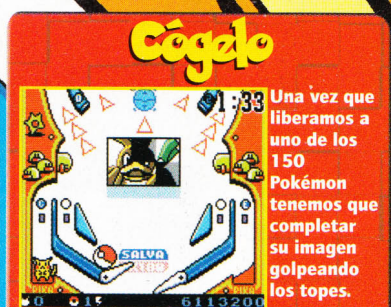 Cógelo
1:33
Una vez que
liberamos a
uno de los
150
Pokémon
tenemos que
completar
su imagen
golpeando
los topes.
SALVA
PIKA
PIKA
0
15
6113200